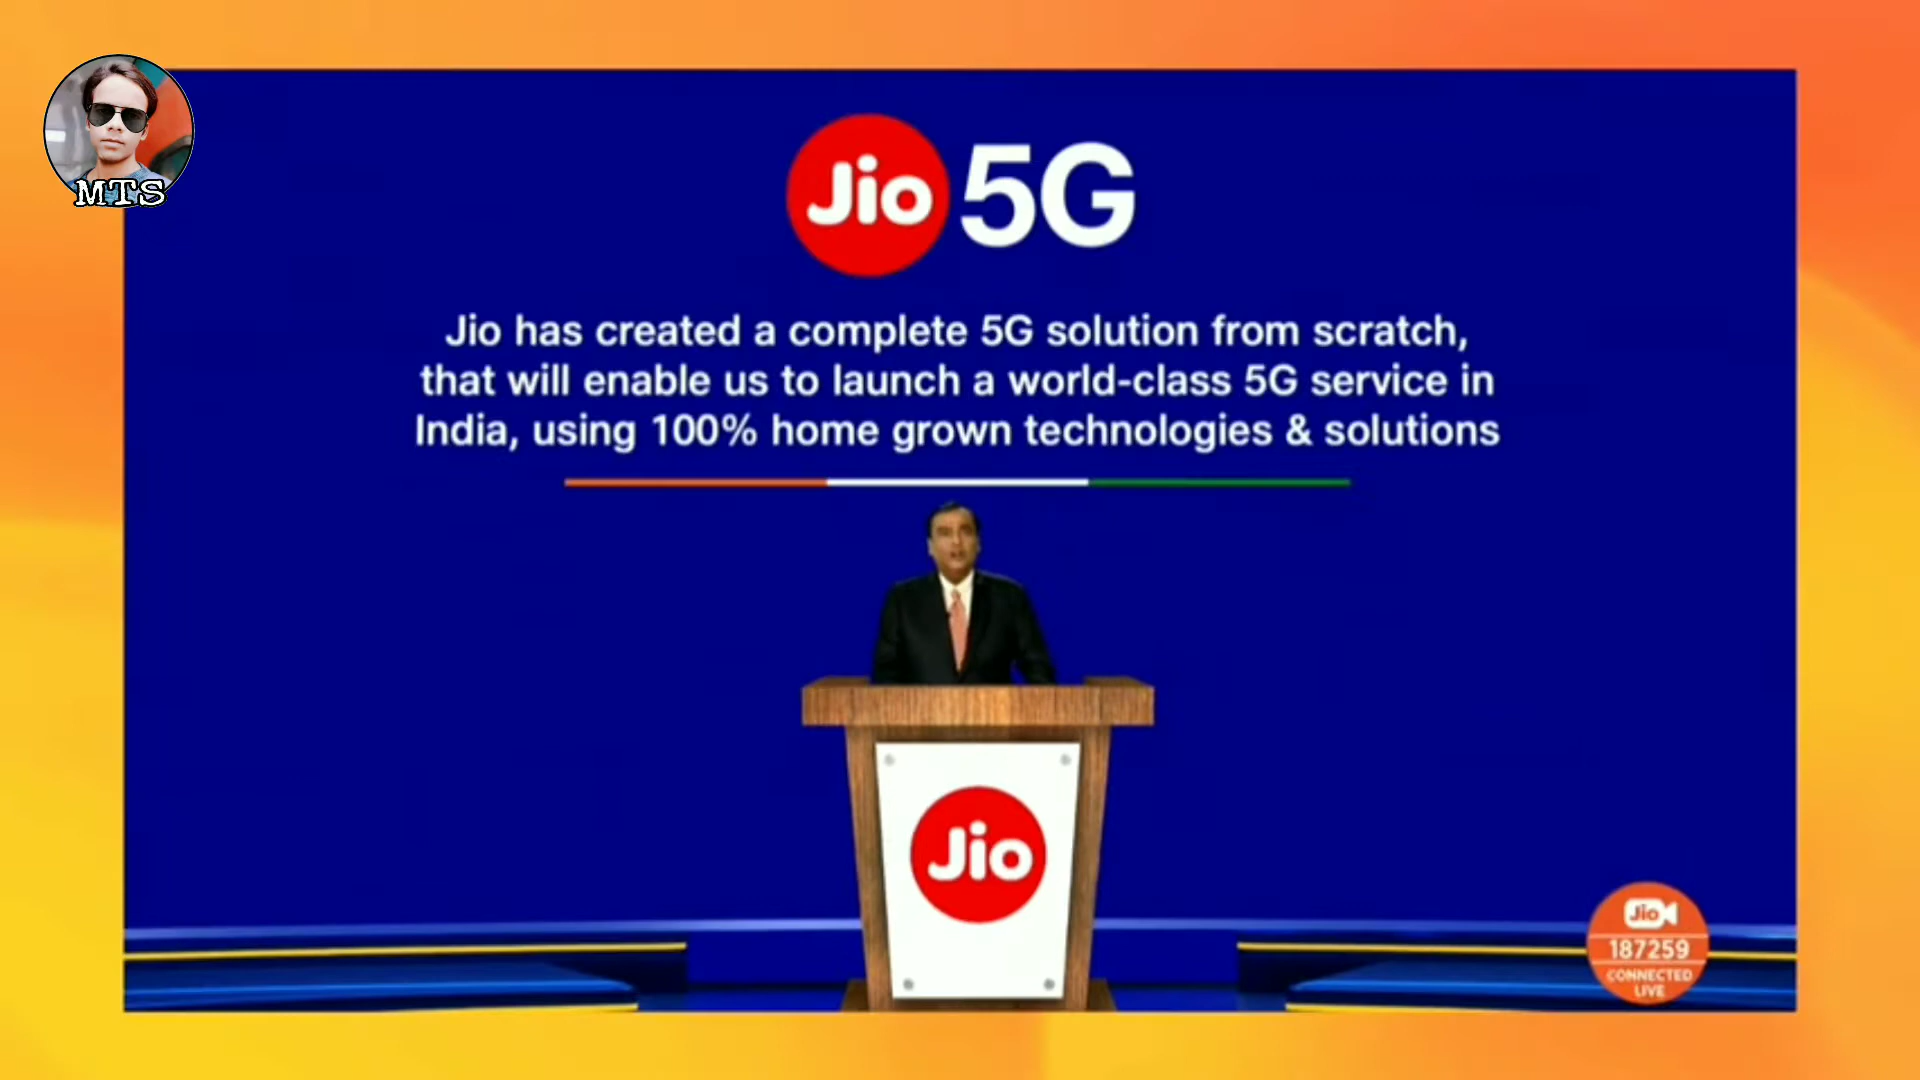 MTS
Jio 5G
Jio has created a complete 5G solution from scratch,
that will enable us to launch a world-class 5G service in
India, using 100% home grown technologies & solutions
Jio
Jio
187259
CONNECTED
LIVE